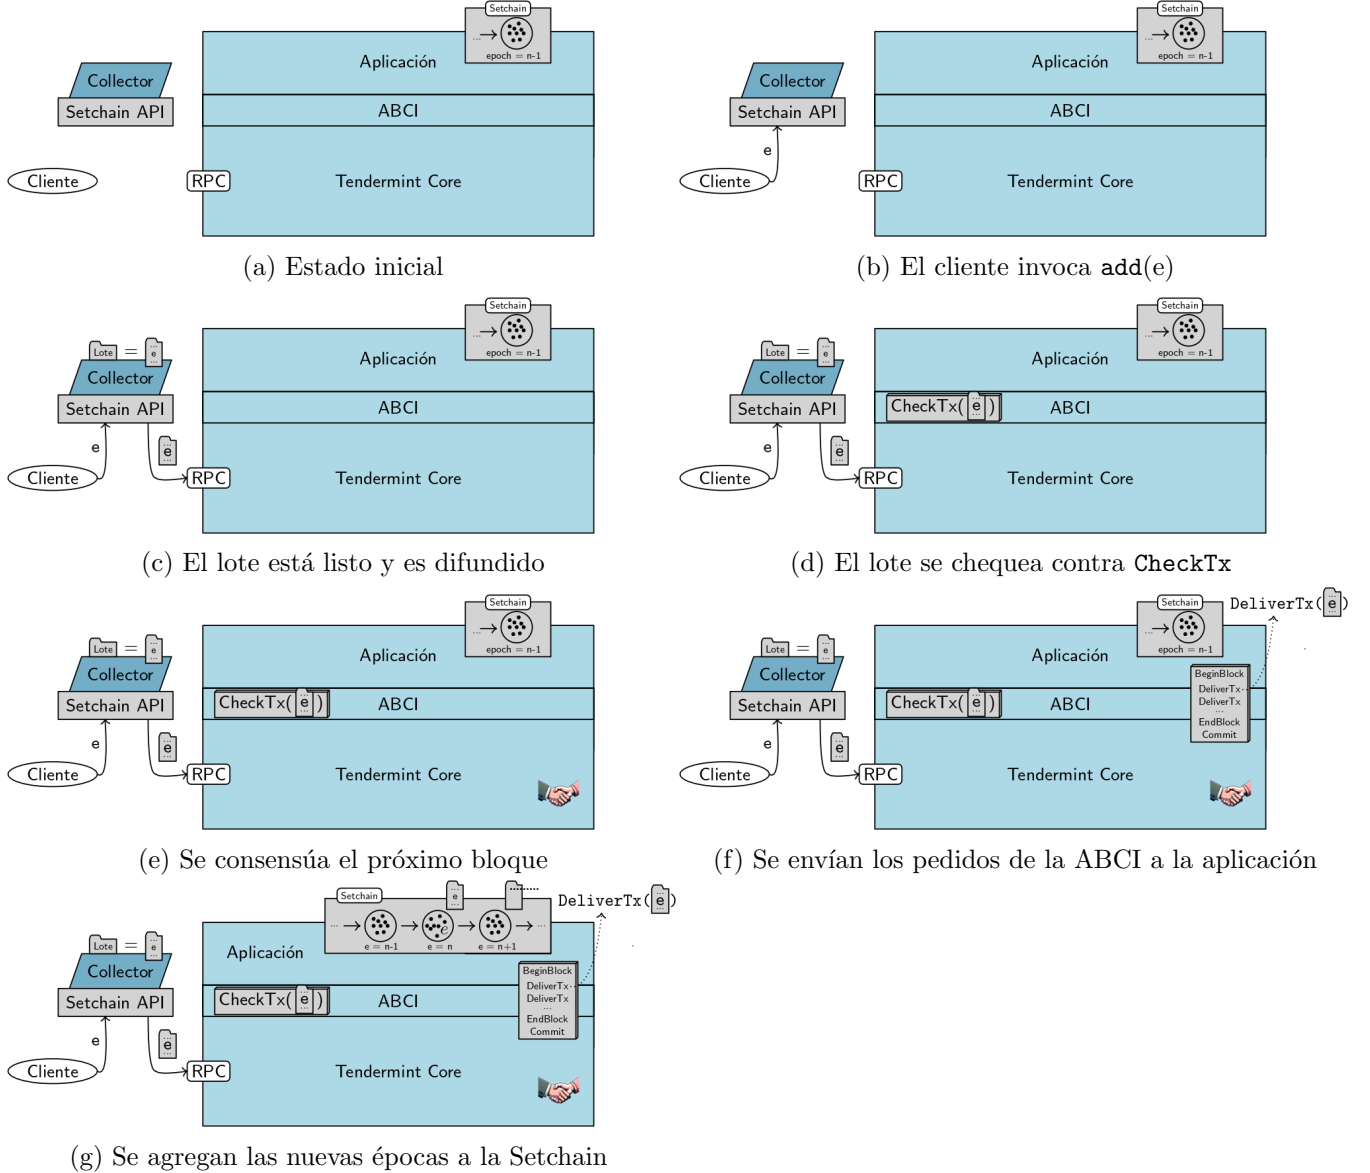 Setchain
...
epoch = n-1
Aplicación
Collector
Setchain API
ABCI
Cliente
RPC
Tendermint Core
(a) Estado inicial
Setchain
...
epoch = n-1
Aplicación
Collector
Setchain API
ABCI
e
Cliente
RPC
Tendermint Core
(b) El cliente invoca add(e)
Setchain
...
epoch = n-1
Lote = ... e ...
Aplicación
Collector
Setchain API
ABCI
e
... e ...
Cliente
RPC
Tendermint Core
(c) El lote está listo y es difundido
Setchain
...
epoch = n-1
Lote = ... e ...
Aplicación
Collector
Setchain API
CheckTx( ... e ... )
ABCI
e
... e ...
Cliente
RPC
Tendermint Core
(d) El lote se chequea contra CheckTx
Setchain
...
epoch = n-1
Lote = ... e ...
Aplicación
Collector
Setchain API
CheckTx( ... e ... )
ABCI
e
... e ...
Cliente
RPC
Tendermint Core
(e) Se consensúa el próximo bloque
Setchain
...
epoch = n-1
DeliverTx( ... e ... )
Lote = ... e ...
Aplicación
Collector
Setchain API
CheckTx( ... e ... )
ABCI
BeginBlock
DeliverTx
DeliverTx
...
EndBlock
Commit
e
... e ...
Cliente
RPC
Tendermint Core
(f) Se envían los pedidos de la ABCI a la aplicación
Setchain
... e ...
...
e
...
e = n-1
e = n
e = n+1
DeliverTx( ... e ... )
Lote = ... e ...
Aplicación
Collector
Setchain API
CheckTx( ... e ... )
ABCI
BeginBlock
DeliverTx
DeliverTx
...
EndBlock
Commit
e
... e ...
Cliente
RPC
Tendermint Core
(g) Se agregan las nuevas épocas a la Setchain